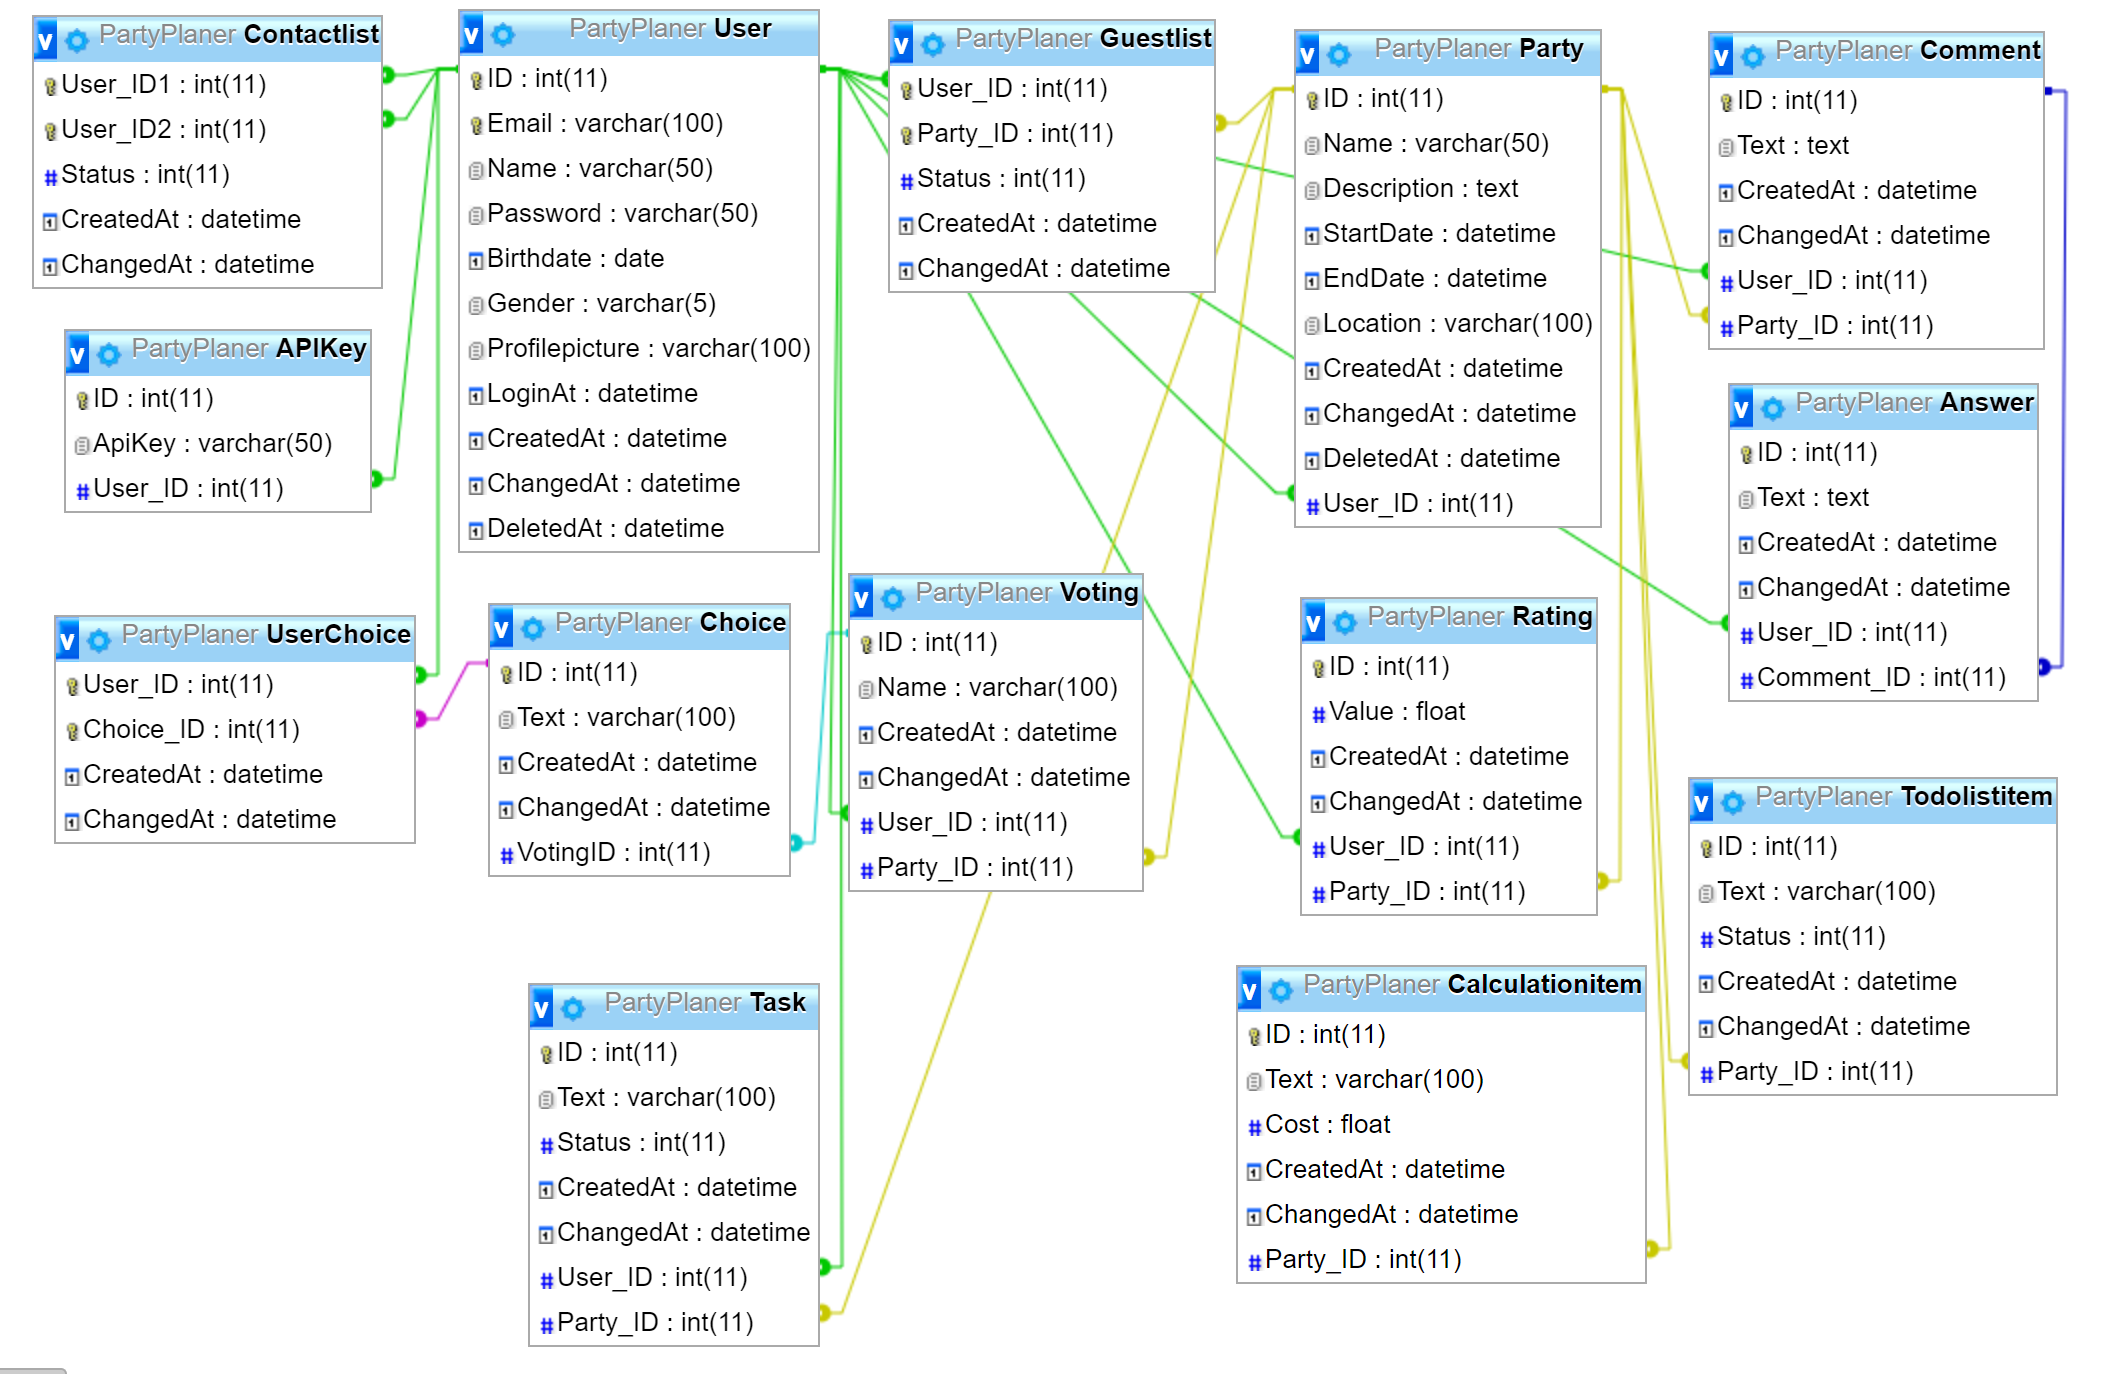 PartyPlaner Contactlist
User_ID1 : int(11)
User_ID2 : int(11)
Status : int(11)
CreatedAt : datetime
ChangedAt : datetime
PartyPlaner User
ID : int(11)
Email : varchar(100)
Name : varchar(50)
Password : varchar(50)
Birthdate : date
Gender : varchar(5)
Profilepicture : varchar(100)
LoginAt : datetime
CreatedAt : datetime
ChangedAt : datetime
DeletedAt : datetime
PartyPlaner Guestlist
User_ID : int(11)
Party_ID : int(11)
Status : int(11)
CreatedAt : datetime
ChangedAt : datetime
PartyPlaner Party
ID : int(11)
Name : varchar(50)
Description : text
StartDate : datetime
EndDate : datetime
Location : varchar(100)
CreatedAt : datetime
ChangedAt : datetime
DeletedAt : datetime
User_ID : int(11)
PartyPlaner Comment
ID : int(11)
Text : text
CreatedAt : datetime
ChangedAt : datetime
User_ID : int(11)
Party_ID : int(11)
PartyPlaner APIKey
ID : int(11)
ApiKey : varchar(50)
User_ID : int(11)
PartyPlaner Answer
ID : int(11)
Text : text
CreatedAt : datetime
ChangedAt : datetime
User_ID : int(11)
Comment_ID : int(11)
PartyPlaner UserChoice
User_ID : int(11)
Choice_ID : int(11)
CreatedAt : datetime
ChangedAt : datetime
PartyPlaner Choice
ID : int(11)
Text : varchar(100)
CreatedAt : datetime
ChangedAt : datetime
VotingID : int(11)
PartyPlaner Voting
ID : int(11)
Name : varchar(100)
CreatedAt : datetime
ChangedAt : datetime
User_ID : int(11)
Party_ID : int(11)
PartyPlaner Rating
ID : int(11)
Value : float
CreatedAt : datetime
ChangedAt : datetime
User_ID : int(11)
Party_ID : int(11)
PartyPlaner Todolistitem
ID : int(11)
Text : varchar(100)
Status : int(11)
CreatedAt : datetime
ChangedAt : datetime
Party_ID : int(11)
PartyPlaner Task
ID : int(11)
Text : varchar(100)
Status : int(11)
CreatedAt : datetime
ChangedAt : datetime
User_ID : int(11)
Party_ID : int(11)
PartyPlaner Calculationitem
ID : int(11)
Text : varchar(100)
Cost : float
CreatedAt : datetime
ChangedAt : datetime
Party_ID : int(11)